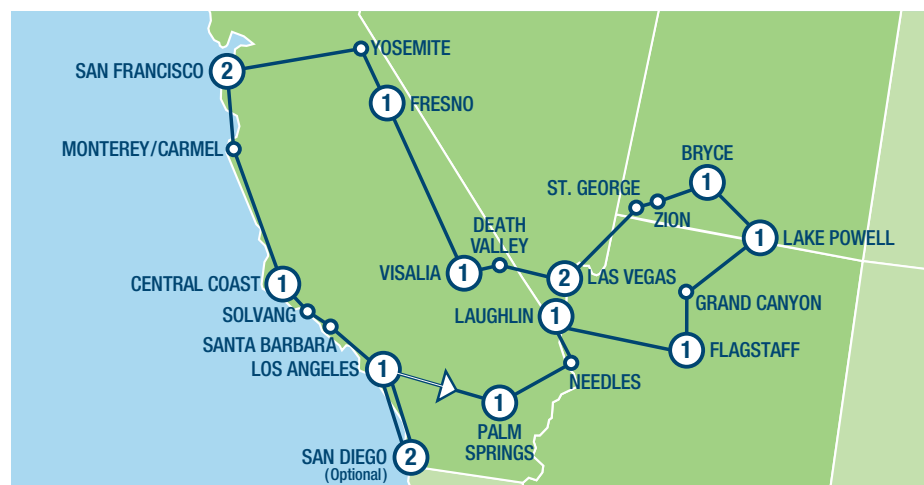 YOSEMITE
SAN FRANCISCO
2
1
FRESNO
MONTEREY/CARMEL
BRYCE
1
ST. GEORGE
ZION
DEATH
VALLEY
1
LAKE POWELL
VISALIA
1
2
LAS VEGAS
CENTRAL COAST
1
GRAND CANYON
SOLVANG
LAUGHLIN
1
SANTA BARBARA
1
FLAGSTAFF
LOS ANGELES
1
NEEDLES
1
PALM
SPRINGS
SAN DIEGO
(Optional)
2